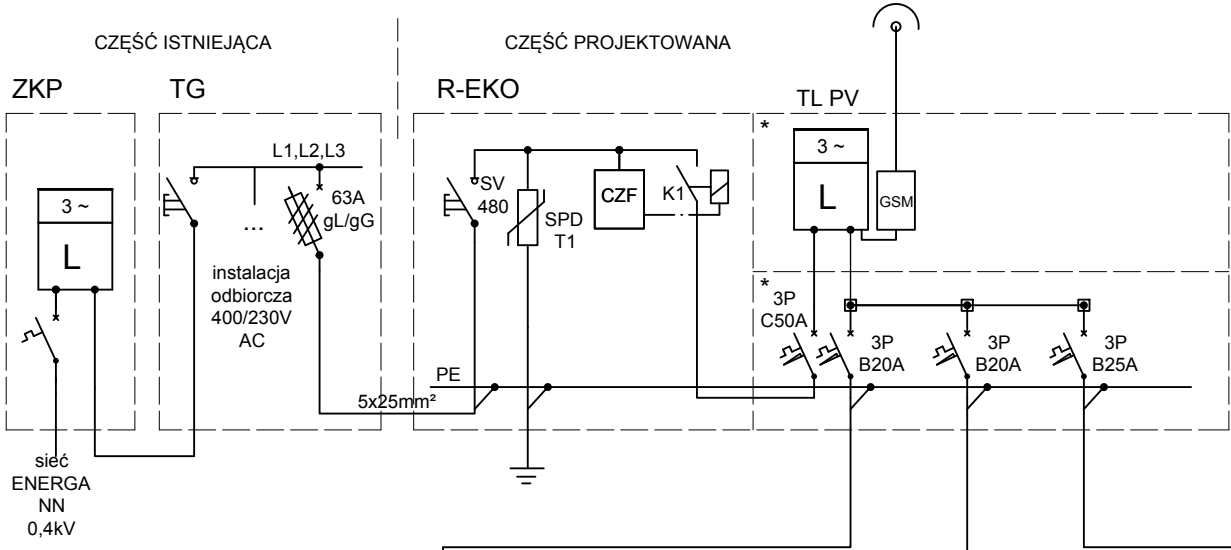 CZĘŚĆ ISTNIEJĄCA
CZĘŚĆ PROJEKTOWANA
ZKP
TG
R-EKO
TL PV
*
3 ~
L
L1,L2,L3
63A
gL/gG
...
instalacja
odbiorcza
400/230V
AC
SV
480
SPD
T1
CZF
K1
3 ~
L
GSM
*
3P
C50A
3P
B20A
3P
B20A
3P
B25A
PE
5x25mm²
sieć
ENERGA
NN
0,4kV